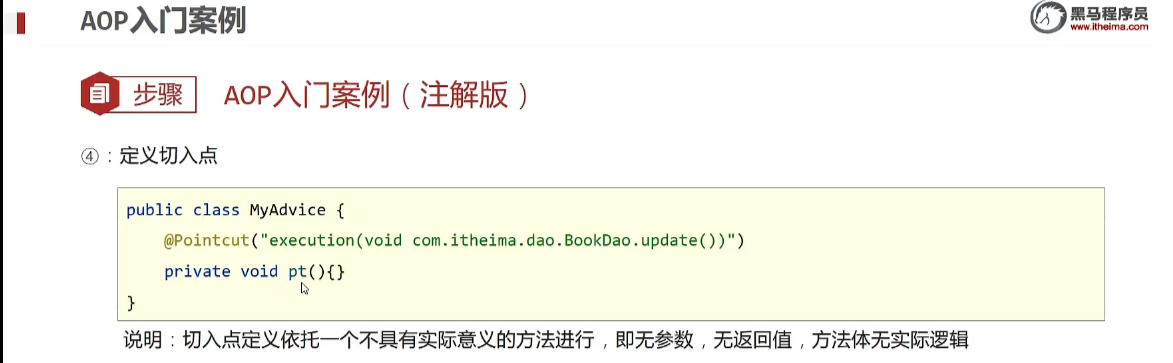 AOP入门案例
黑马程序员
www.itheima.com
步骤
AOP入门案例（注解版）
④：定义切入点
public class MyAdvice {
@Pointcut("execution(void com.itheima.dao.BookDao.update())")
private void pt(){}
}
说明：切入点定义依托一个不具有实际意义的方法进行，即无参数，无返回值，方法体无实际逻辑